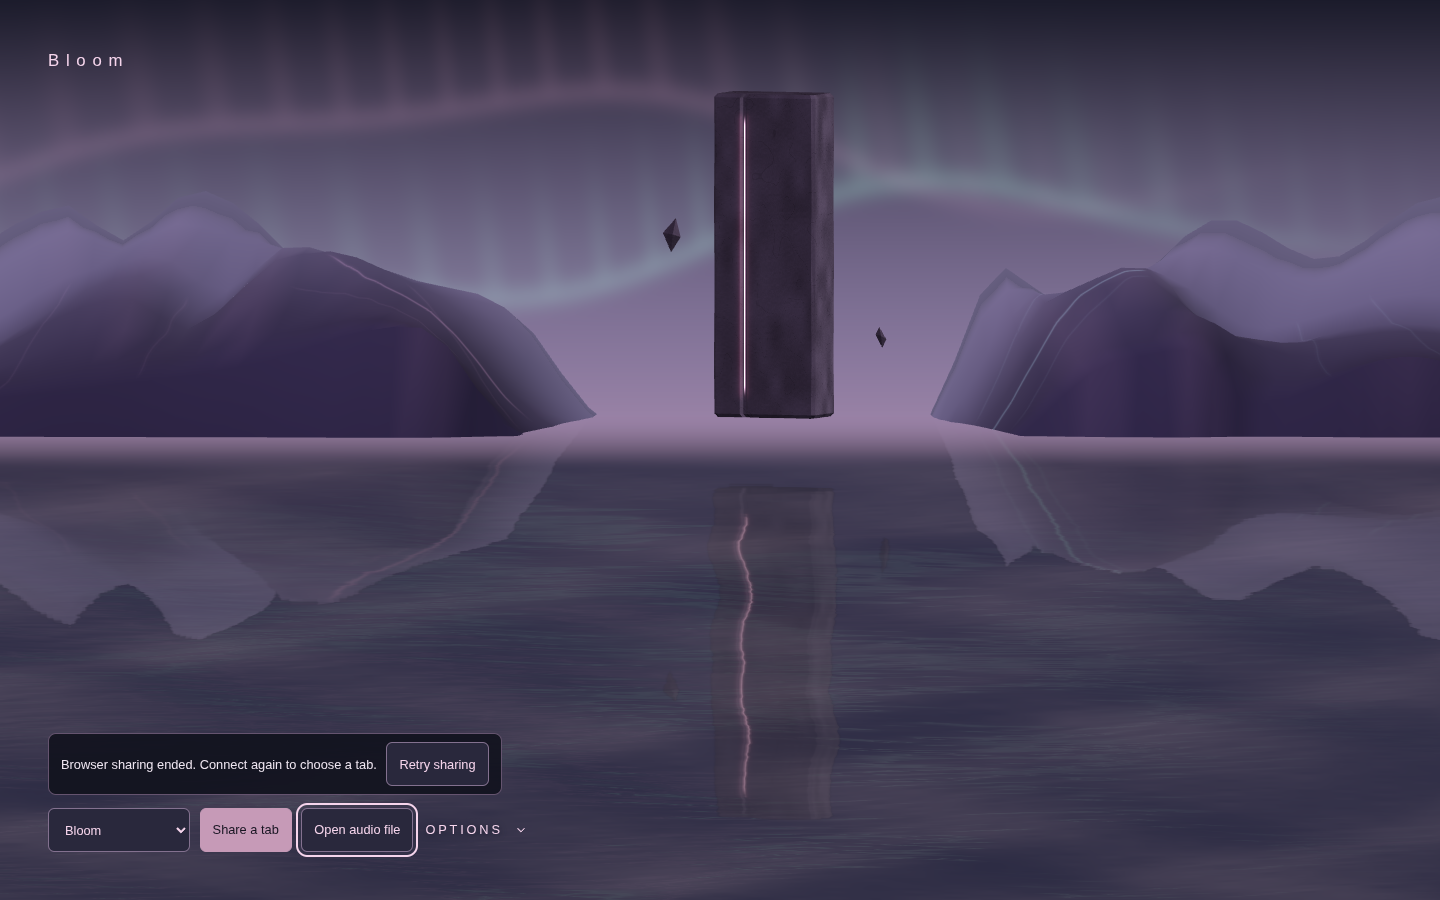 Bloom
Browser sharing ended. Connect again to choose a tab.
Retry sharing
Bloom
Share a tab
Open audio file
OPTIONS